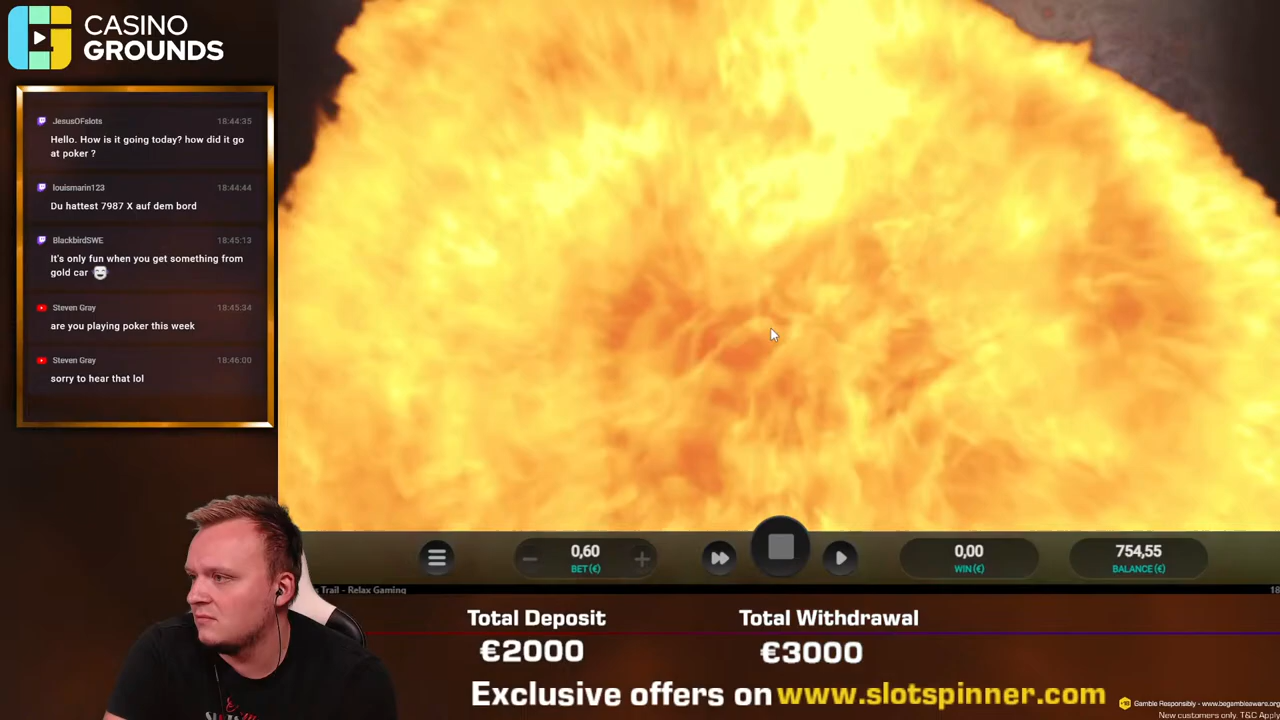 CASINO
GROUNDS
JesusOFslots 18:44:35
Hello. How is it going today? how did it go
at poker ?
louismarin123 18:44:44
Du hattest 7987 X auf dem bord
BlackbirdSWE 18:45:13
It's only fun when you get something from
gold car
Steven Gray 18:45:34
are you playing poker this week
Steven Gray 18:46:00
sorry to hear that lol
0,60
BET(€)
0,00
WIN(€)
754,55
BALANCE(€)
Trail - Relax Gaming
18
Total Deposit
€2000
Total Withdrawal
€3000
Exclusive offers on www.slotspinner.com
Gamble Responsibly - www.begambleaware.org
New customers only. T&C Apply